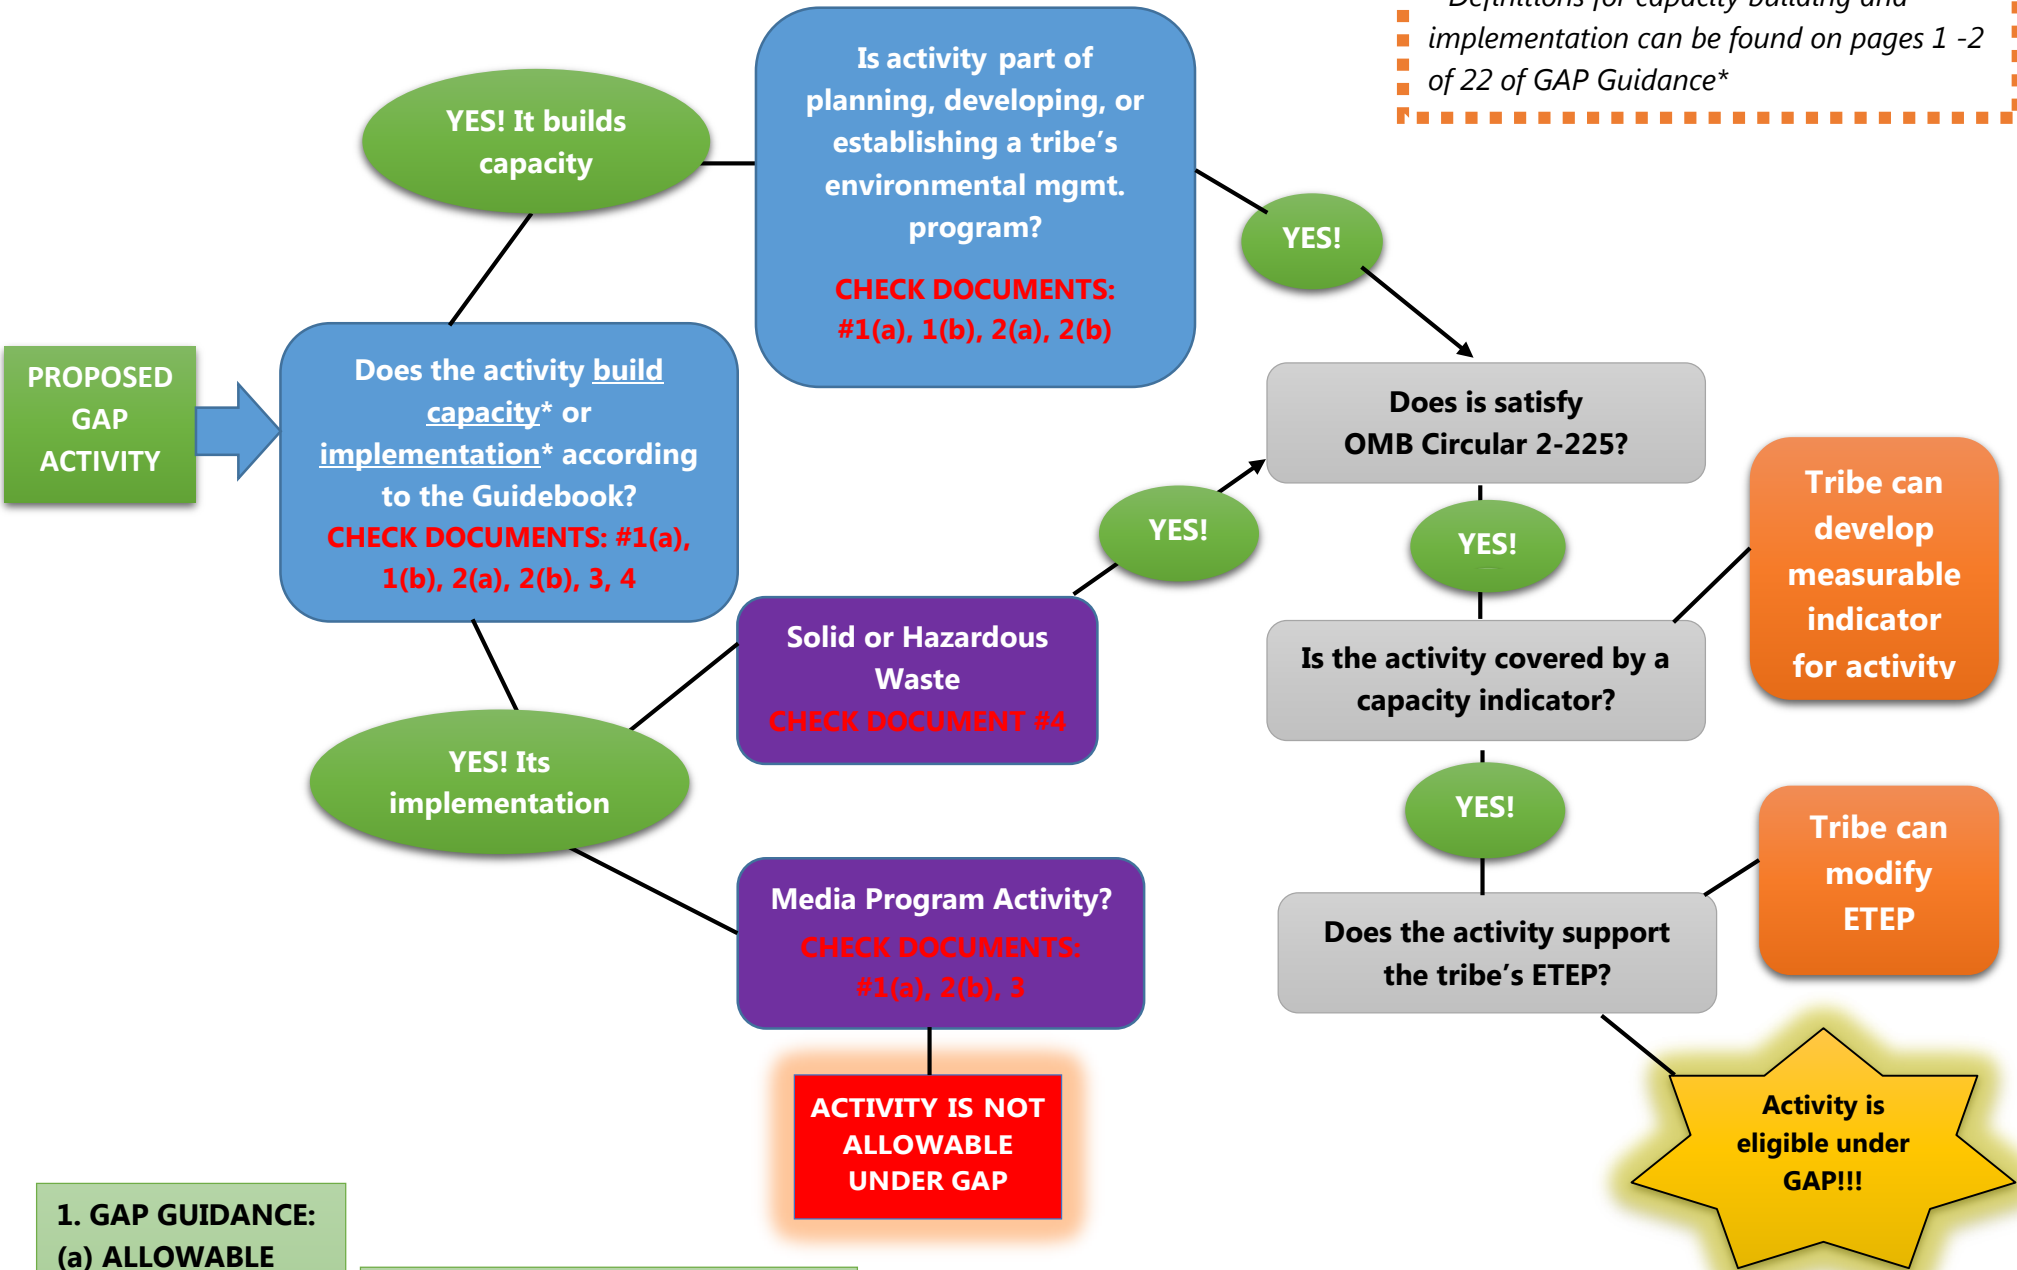 *Definitions for capacity building and
implementation can be found on pages 1 -2
of 22 of GAP Guidance*
Is activity part of
planning, developing, or
establishing a tribe’s
environmental mgmt.
program?
CHECK DOCUMENTS:
#1(a), 1(b), 2(a), 2(b)
YES! It builds
capacity
YES!
PROPOSED
GAP
ACTIVITY
Does the activity build
capacity* or
implementation* according
to the Guidebook?
CHECK DOCUMENTS: #1(a),
1(b), 2(a), 2(b), 3, 4
Does is satisfy
OMB Circular 2-225?
YES!
YES!
Tribe can
develop
measurable
indicator
for activity
Solid or Hazardous
Waste
CHECK DOCUMENT #4
Is the activity covered by a
capacity indicator?
YES! Its
implementation
YES!
Tribe can
modify
ETEP
Media Program Activity?
CHECK DOCUMENTS:
#1(a), 2(b), 3
Does the activity support
the tribe’s ETEP?
ACTIVITY IS NOT
ALLOWABLE
UNDER GAP
Activity is
eligible under
GAP!!!
1. GAP GUIDANCE:
(a) ALLOWABLE